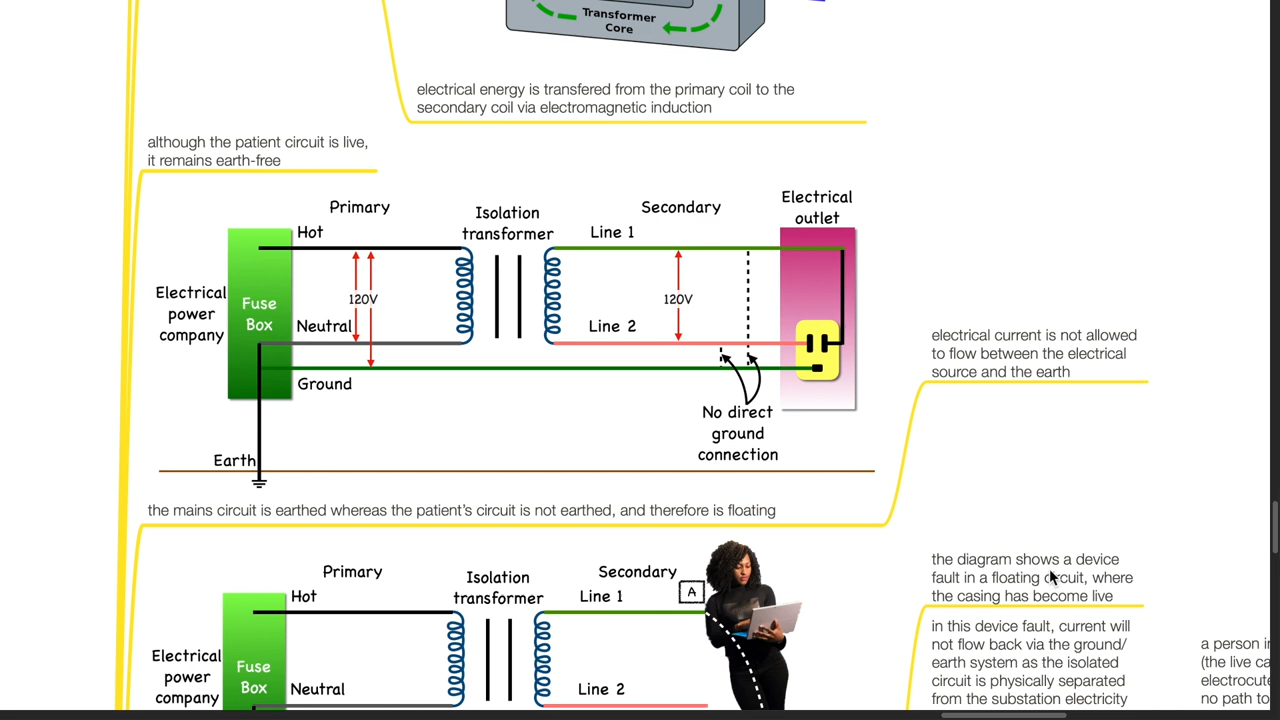 Transformer
Core
electrical energy is transfered from the primary coil to the
secondary coil via electromagnetic induction
although the patient circuit is live,
it remains earth-free
Primary
Isolation
transformer
Secondary
Electrical
outlet
Hot
Line 1
Electrical
power
company
Fuse
Box
120V
120V
Neutral
Line 2
Ground
No direct
ground
connection
Earth
electrical current is not allowed
to flow between the electrical
source and the earth
the mains circuit is earthed whereas the patient's circuit is not earthed, and therefore is floating
Primary
Isolation
transformer
Secondary
Hot
Line 1
A
Electrical
power
company
Fuse
Box
Neutral
Line 2
the diagram shows a device
fault in a floating circuit, where
the casing has become live
in this device fault, current will
not flow back via the ground/
earth system as the isolated
circuit is physically separated
from the substation electricity
a person
(the live
electrocute
no path to